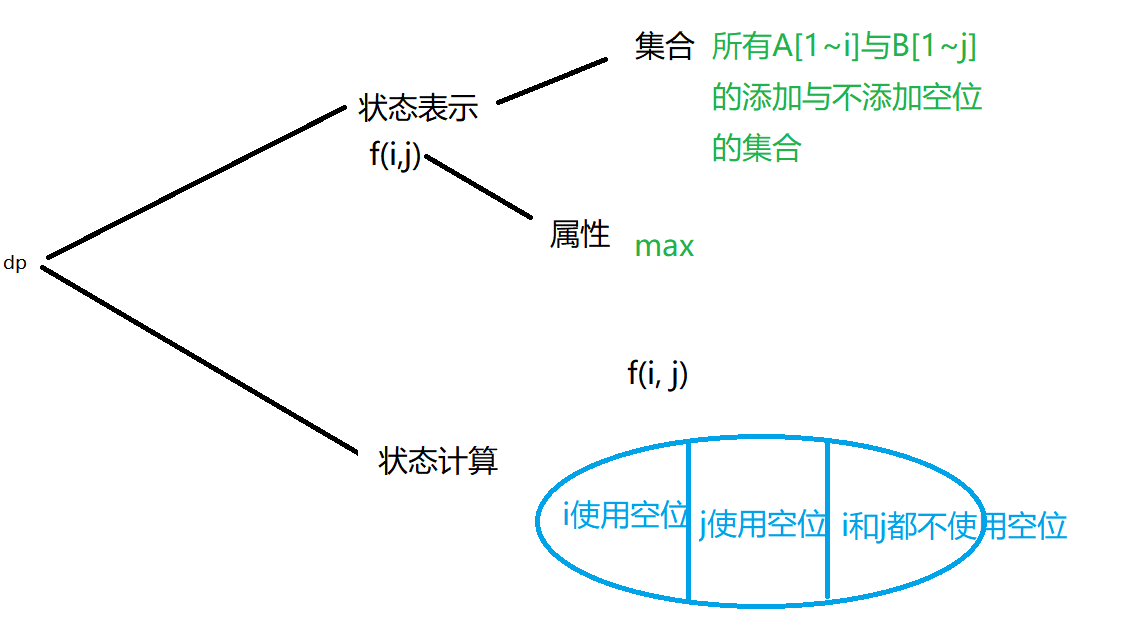 集合 所有A[1~i]与B[1~j]
的添加与不添加空位
的集合
状态表示
f(i,j)
属性 max
dp
f(i, j)
状态计算
i使用空位 j使用空位 i和j都不使用空位